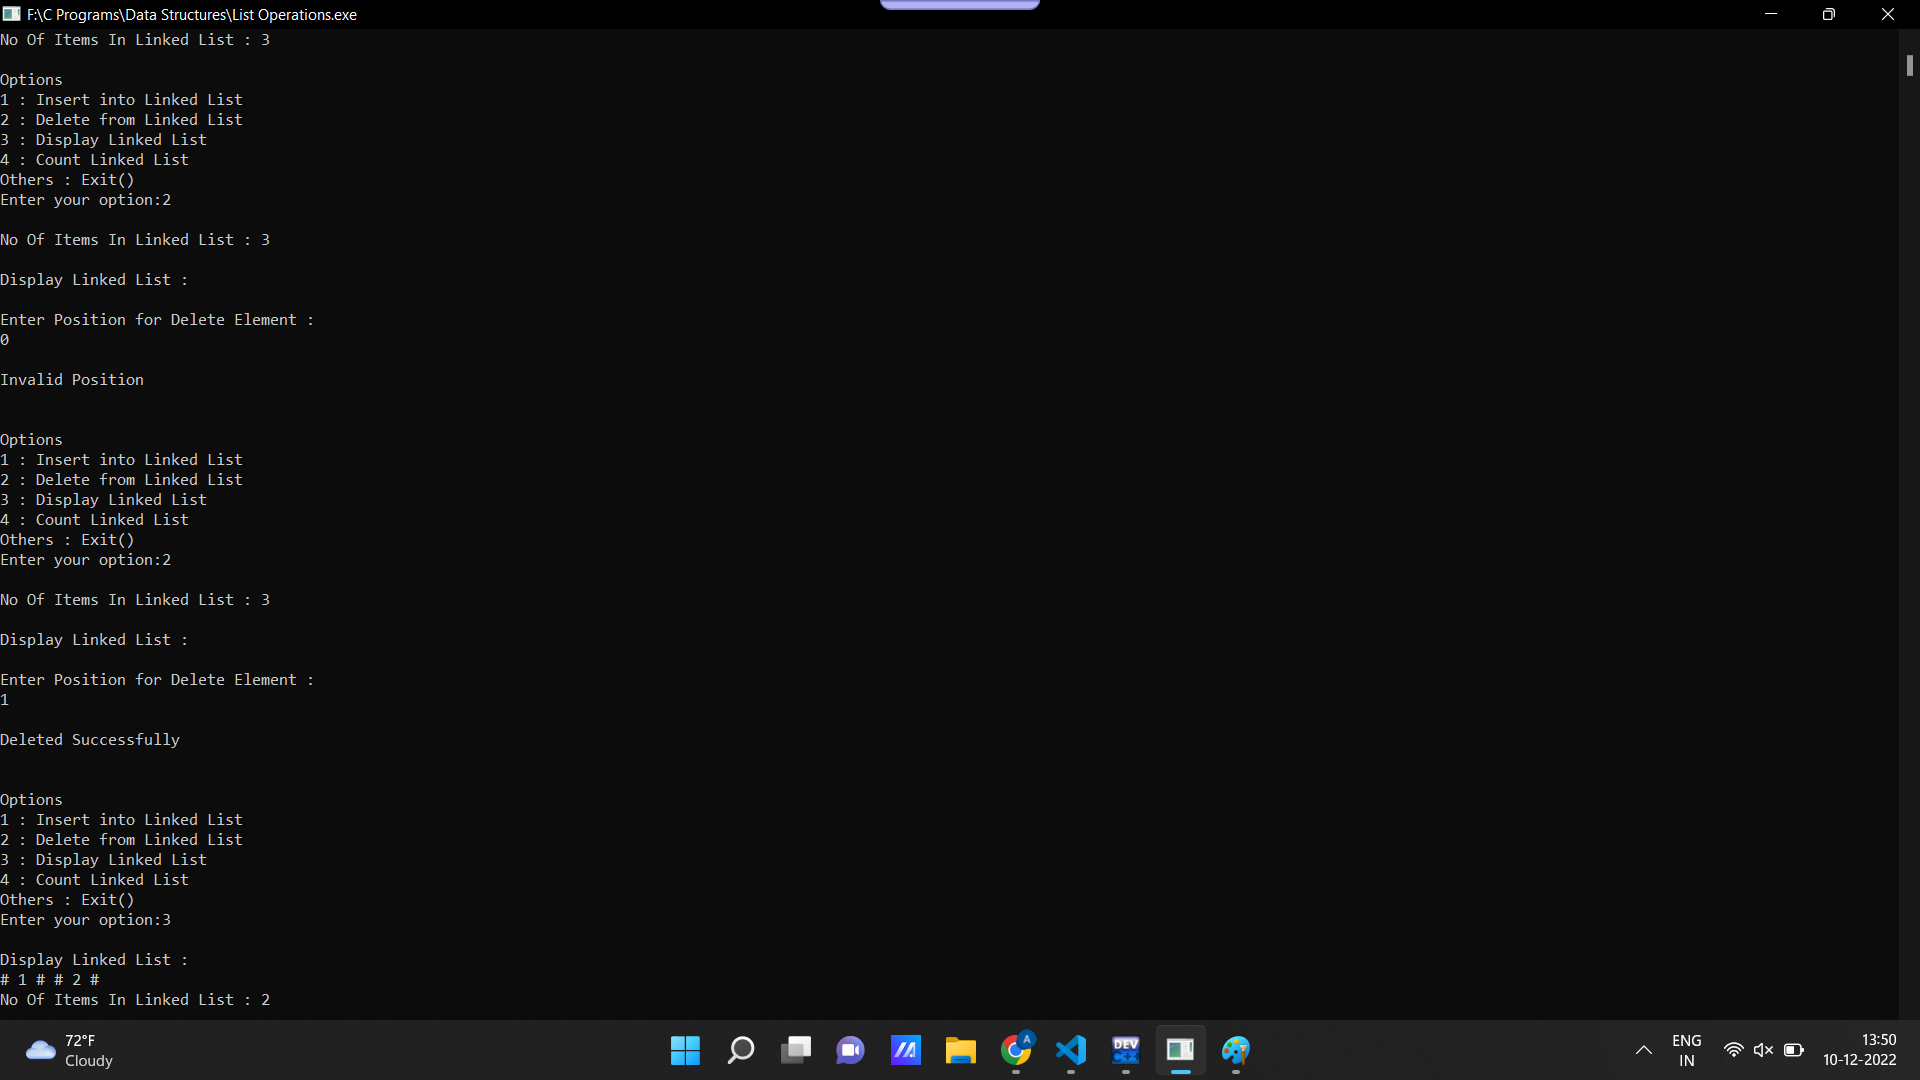 F:\C Programs\Data Structures\List Operations.exe
No Of Items In Linked List : 3
Options
1 : Insert into Linked List
2 : Delete from Linked List
3 : Display Linked List
4 : Count Linked List
Others : Exit()
Enter your option:2
No Of Items In Linked List : 3
Display Linked List :
Enter Position for Delete Element :
0
Invalid Position
Options
1 : Insert into Linked List
2 : Delete from Linked List
3 : Display Linked List
4 : Count Linked List
Others : Exit()
Enter your option:2
No Of Items In Linked List : 3
Display Linked List :
Enter Position for Delete Element :
1
Deleted Successfully
Options
1 : Insert into Linked List
2 : Delete from Linked List
3 : Display Linked List
4 : Count Linked List
Others : Exit()
Enter your option:3
Display Linked List :
# 1 # # 2 #
No Of Items In Linked List : 2
72°F
Cloudy
A
DEV
ENG
IN
13:50
10-12-2022